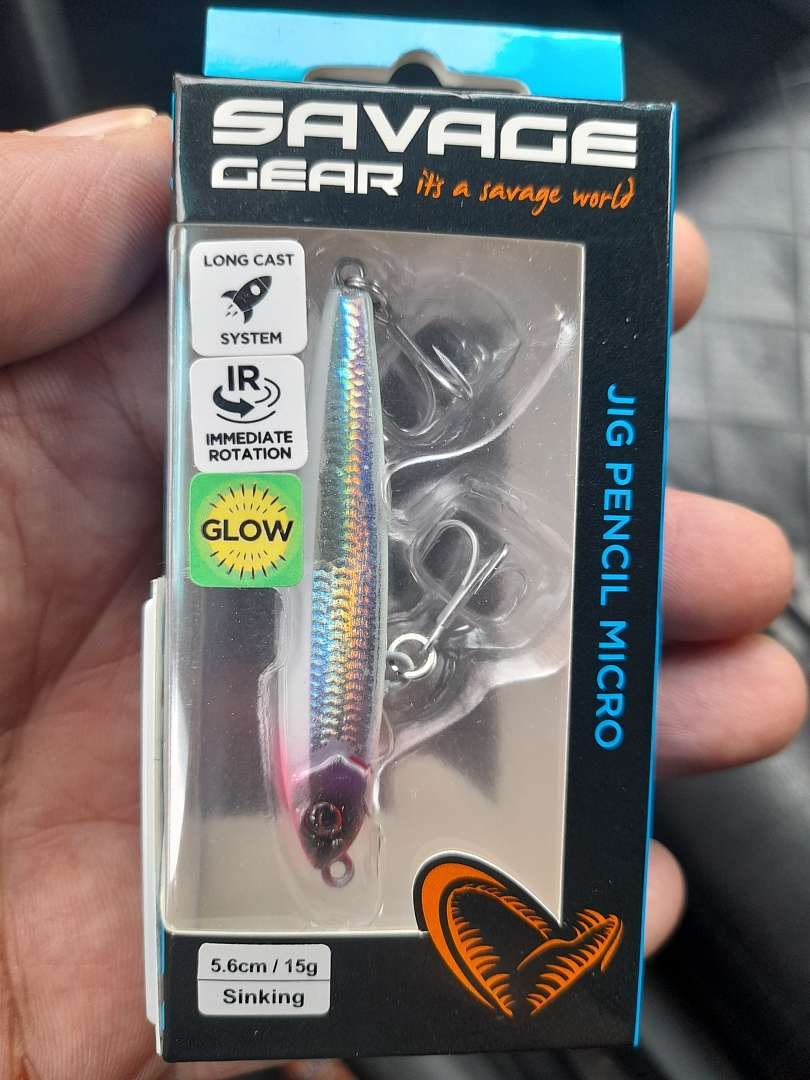 SAVAGE
GEAR it's a savage world
LONG CAST
SYSTEM
IR
IMMEDIATE
ROTATION
GLOW
JIG PENCIL MICRO
5.6cm / 15g
Sinking